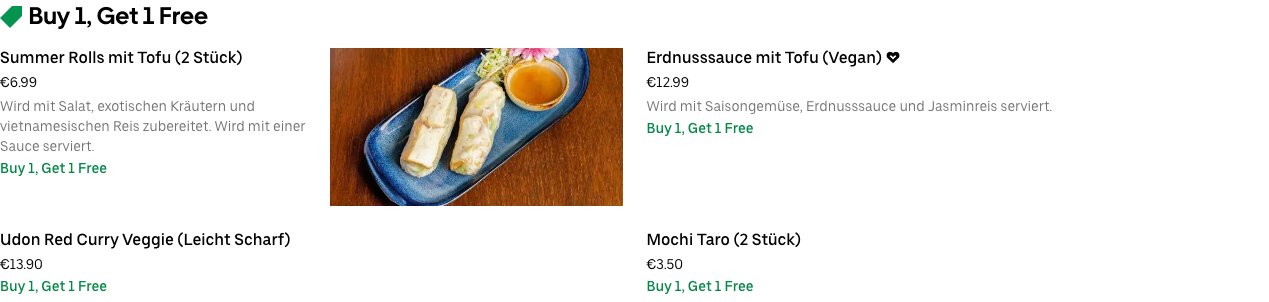 Buy 1, Get 1 Free
Summer Rolls mit Tofu (2 Stück)
€6.99
Wird mit Salat, exotischen Kräutern und
vietnamesischen Reis zubereitet. Wird mit einer
Sauce serviert.
Buy 1, Get 1 Free
Erdnusssauce mit Tofu (Vegan)
€12.99
Wird mit Saisongemüse, Erdnusssauce und Jasminreis serviert.
Buy 1, Get 1 Free
Udon Red Curry Veggie (Leicht Scharf)
€13.90
Buy 1, Get 1 Free
Mochi Taro (2 Stück)
€3.50
Buy 1, Get 1 Free